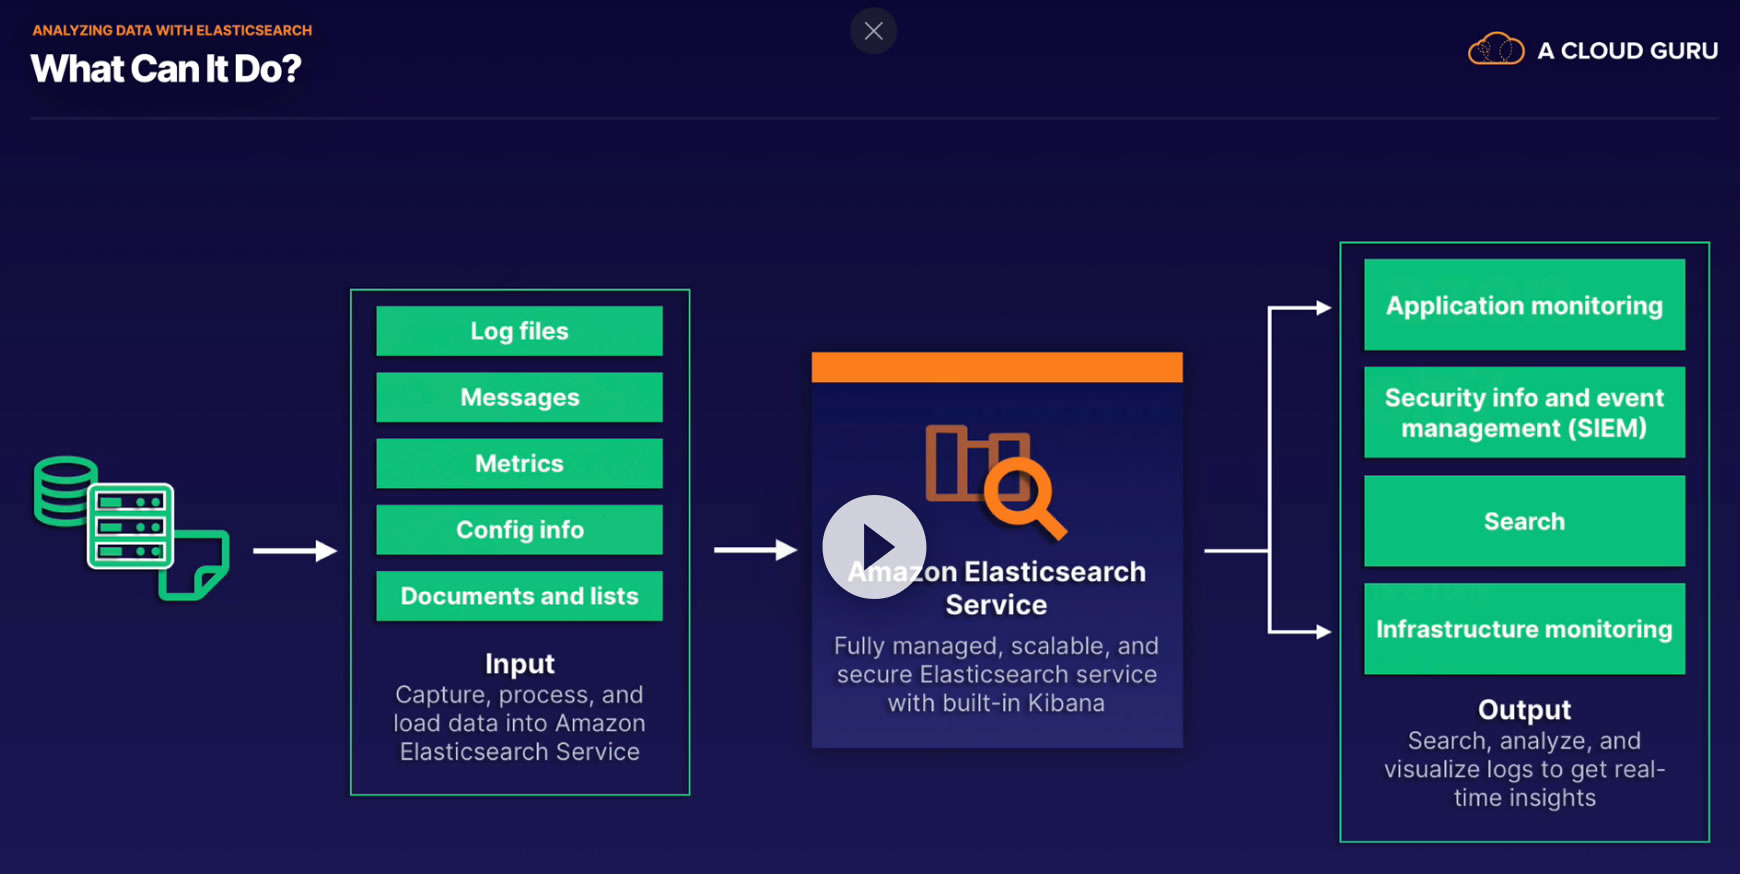 ANALYZING DATA WITH ELASTICSEARCH
What Can It Do?
A CLOUD GURU
Log files
Messages
Metrics
Config info
Documents and lists
Input
Capture, process, and
load data into Amazon
Elasticsearch Service
Amazon Elasticsearch
Service
Fully managed, scalable, and
secure Elasticsearch service
with built-in Kibana
Application monitoring
Security info and event
management (SIEM)
Search
Infrastructure monitoring
Output
Search, analyze, and
visualize logs to get real-
time insights